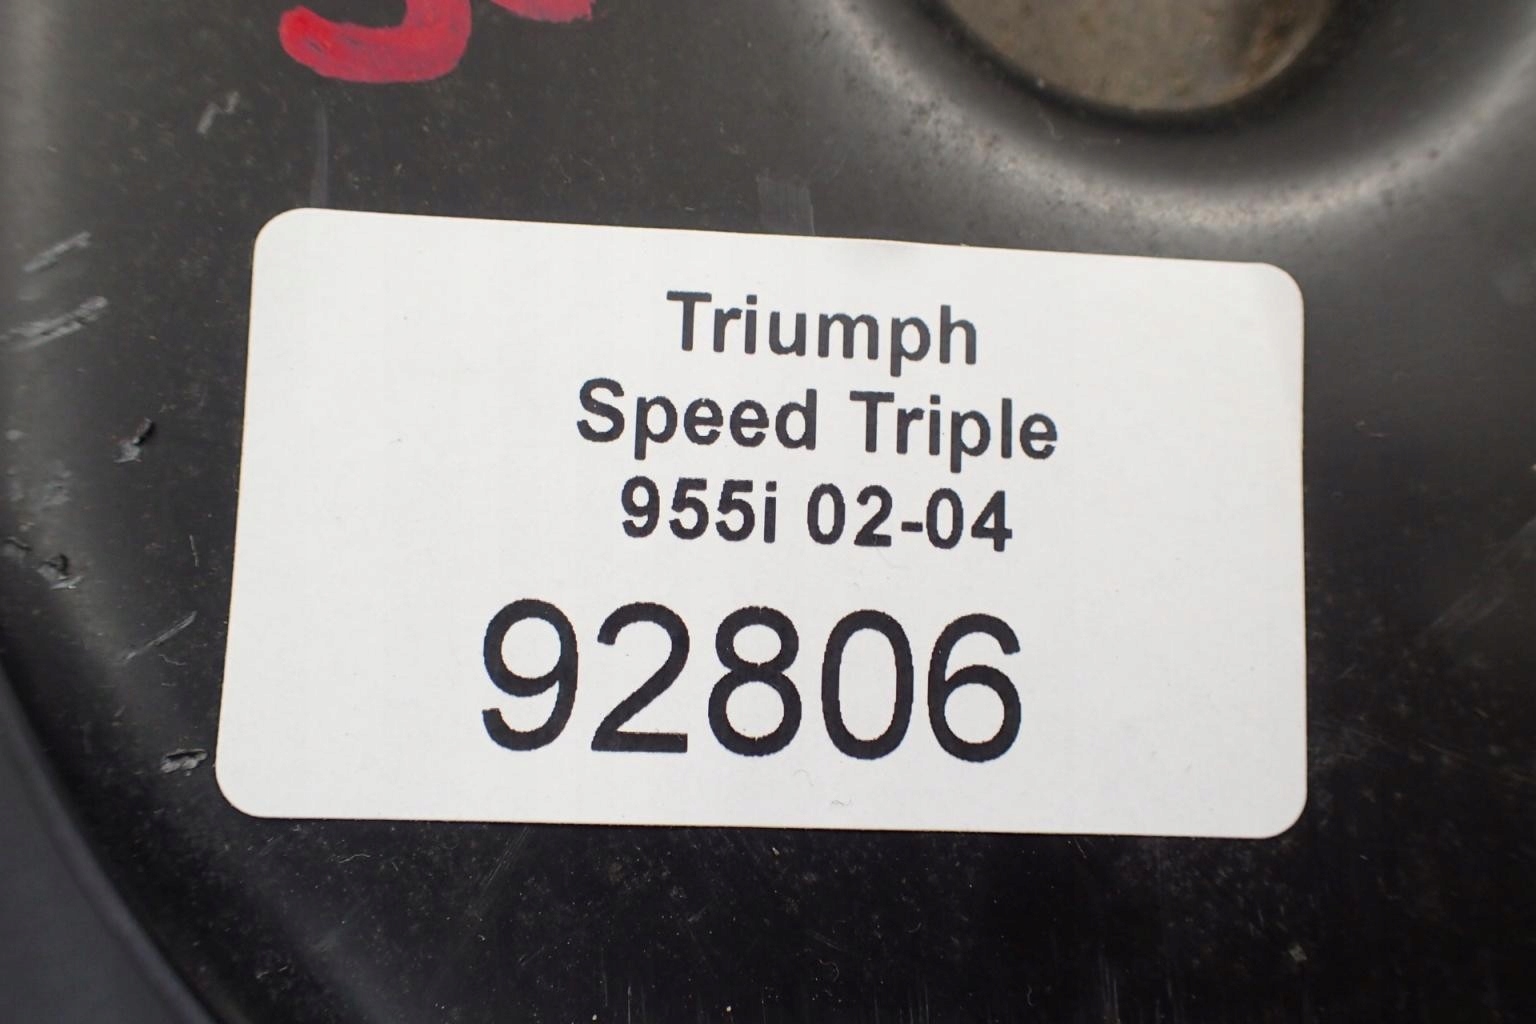 Triumph
Speed Triple
955i 02-04
92806